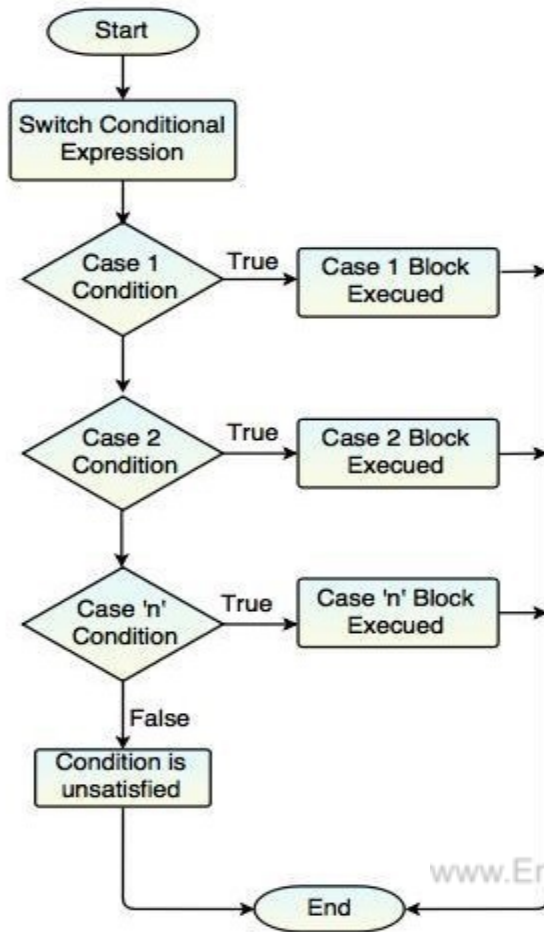 Start
Switch Conditional
Expression
Case 1
Condition
True
Case 1 Block
Execued
Case 2
Condition
True
Case 2 Block
Execued
Case 'n'
Condition
True
Case 'n' Block
Execued
False
Condition is
unsatisfied
End